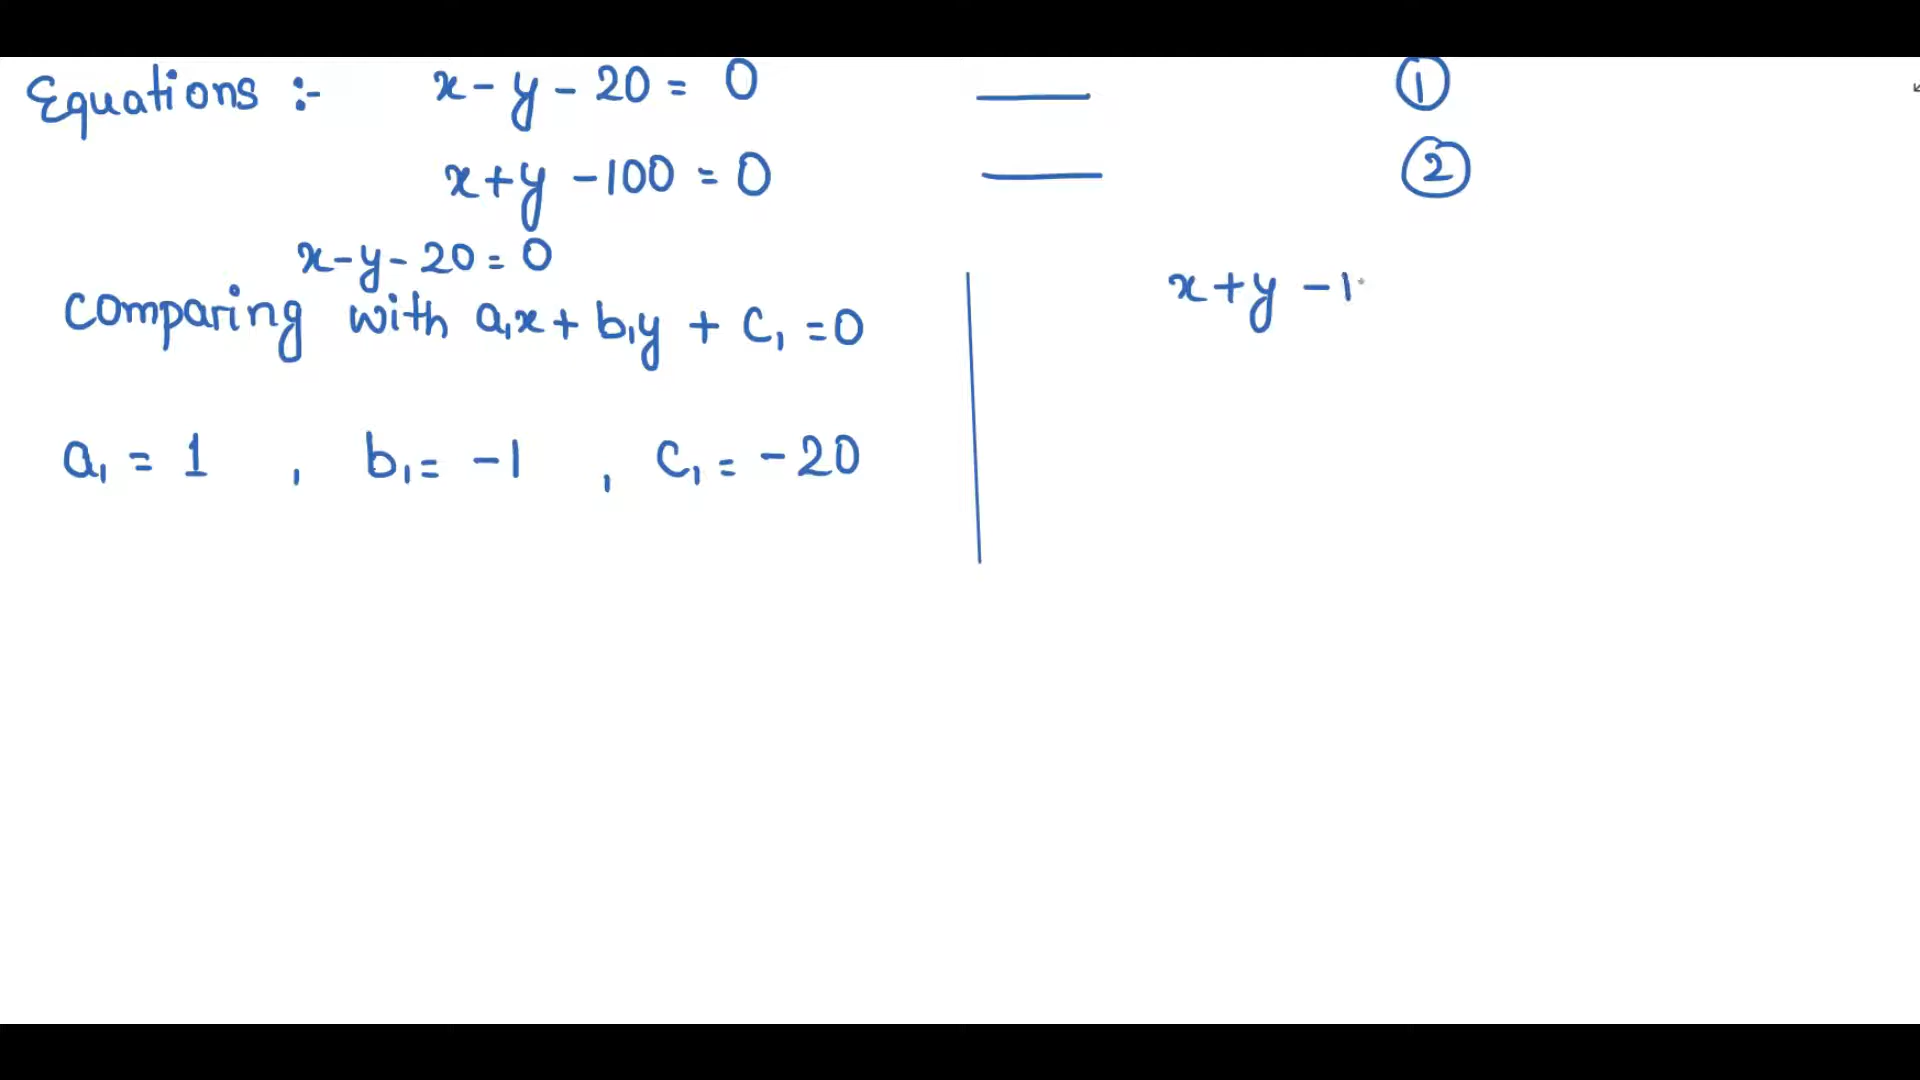 Equations :- x - y - 20 = 0 —— ①
x + y - 100 = 0 —— ②
x - y - 20 = 0
comparing with a₁x + b₁y + c₁ = 0
a₁ = 1 , b₁ = -1 , c₁ = -20
x + y - 1